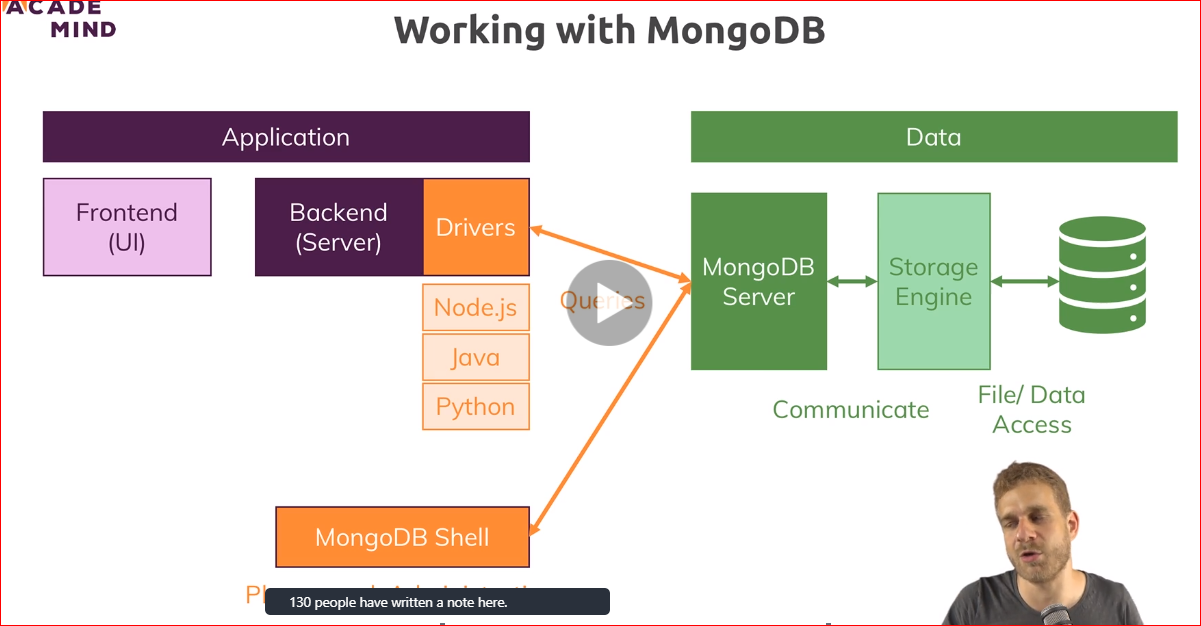 ACADE
MIND
Working with MongoDB
Application
Data
Frontend
(UI)
Backend
(Server)
Drivers
MongoDB
Server
Storage
Engine
Queries
Node.js
Java
Python
Communicate
File/ Data
Access
MongoDB Shell
130 people have written a note here.